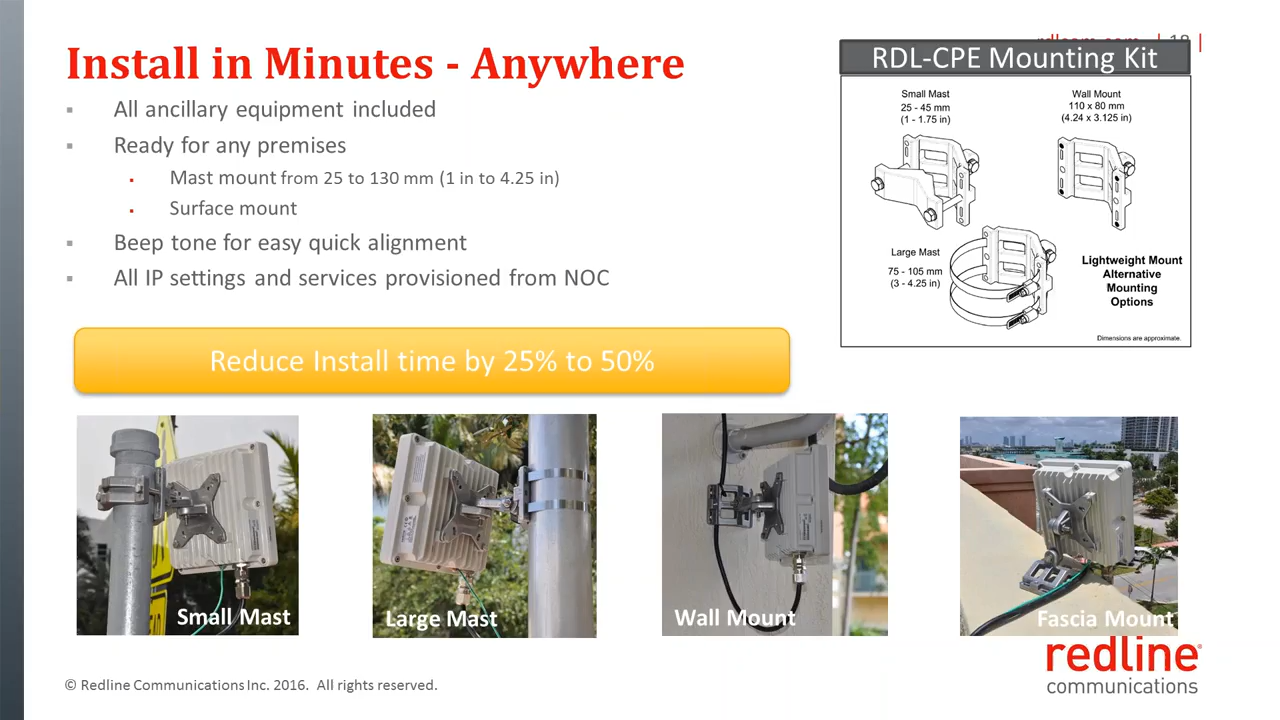 Install in Minutes - Anywhere
All ancillary equipment included
Ready for any premises
Mast mount from 25 to 130 mm (1 in to 4.25 in)
Surface mount
Beep tone for easy quick alignment
All IP settings and services provisioned from NOC
Reduce Install time by 25% to 50%
RDL-CPE Mounting Kit
Small Mast
25 - 45 mm
(1 - 1.75 in)
Wall Mount
110 x 80 mm
(4.24 x 3.125 in)
Large Mast
75 - 105 mm
(3 - 4.25 in)
Lightweight Mount
Alternative
Mounting
Options
Dimensions are approximate.
Small Mast
Large Mast
Wall Mount
Fascia Mount
© Redline Communications Inc. 2016. All rights reserved.
redline
communications